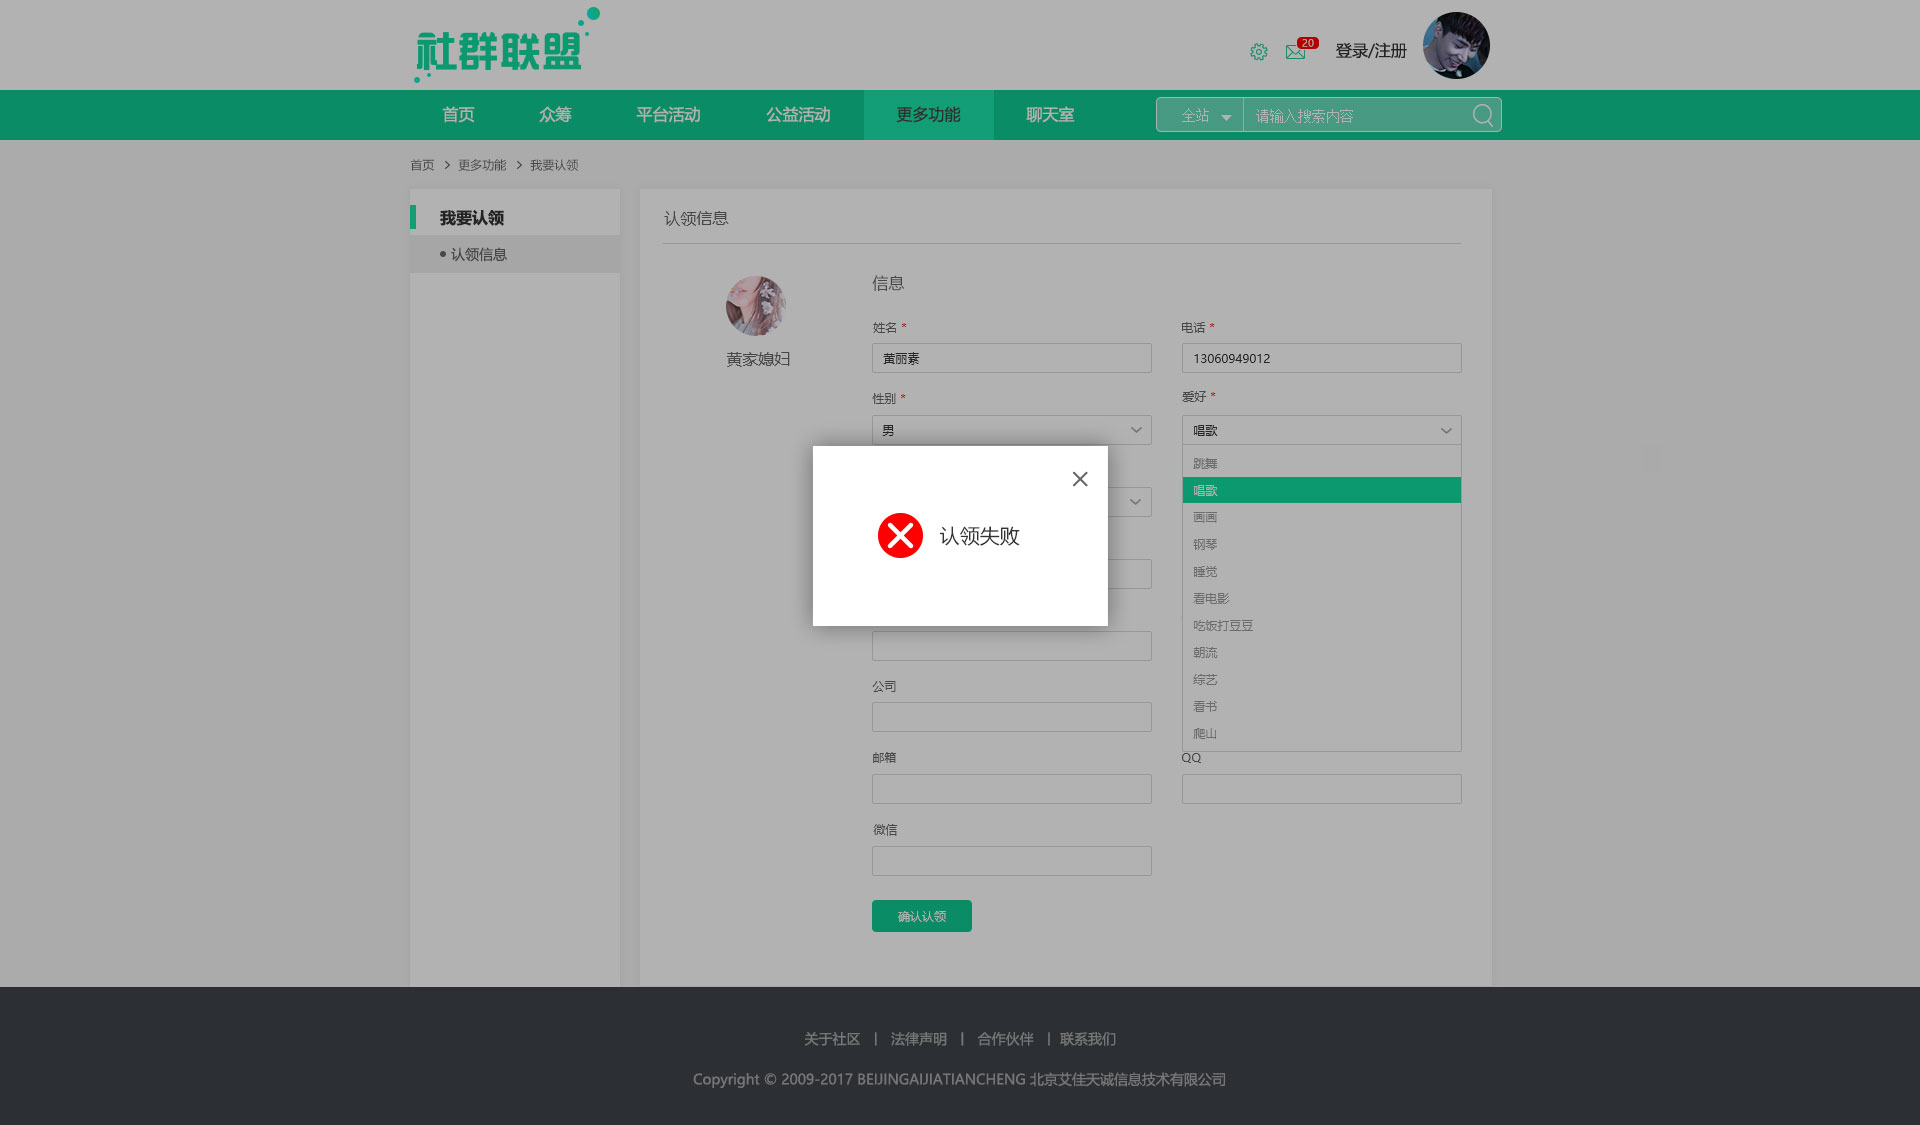 社群联盟
20
登录/注册
首页 众筹 平台活动 公益活动 更多功能 聊天室 全站 请输入搜索内容
首页 > 更多功能 > 我要认领
我要认领
• 认领信息
认领信息
黄家媳妇
信息
姓名 * 电话 *
黄丽素 13060949012
性别 * 爱好 *
男 唱歌
跳舞
唱歌
画画
钢琴
睡觉
看电影
吃饭打豆豆
朝流
综艺
看书
爬山
认领失败
公司
邮箱 QQ
微信
确认认领
关于社区 | 法律声明 | 合作伙伴 | 联系我们
Copyright © 2009-2017 BEIJINGAIJIATIANCHENG 北京艾佳天诚信息技术有限公司